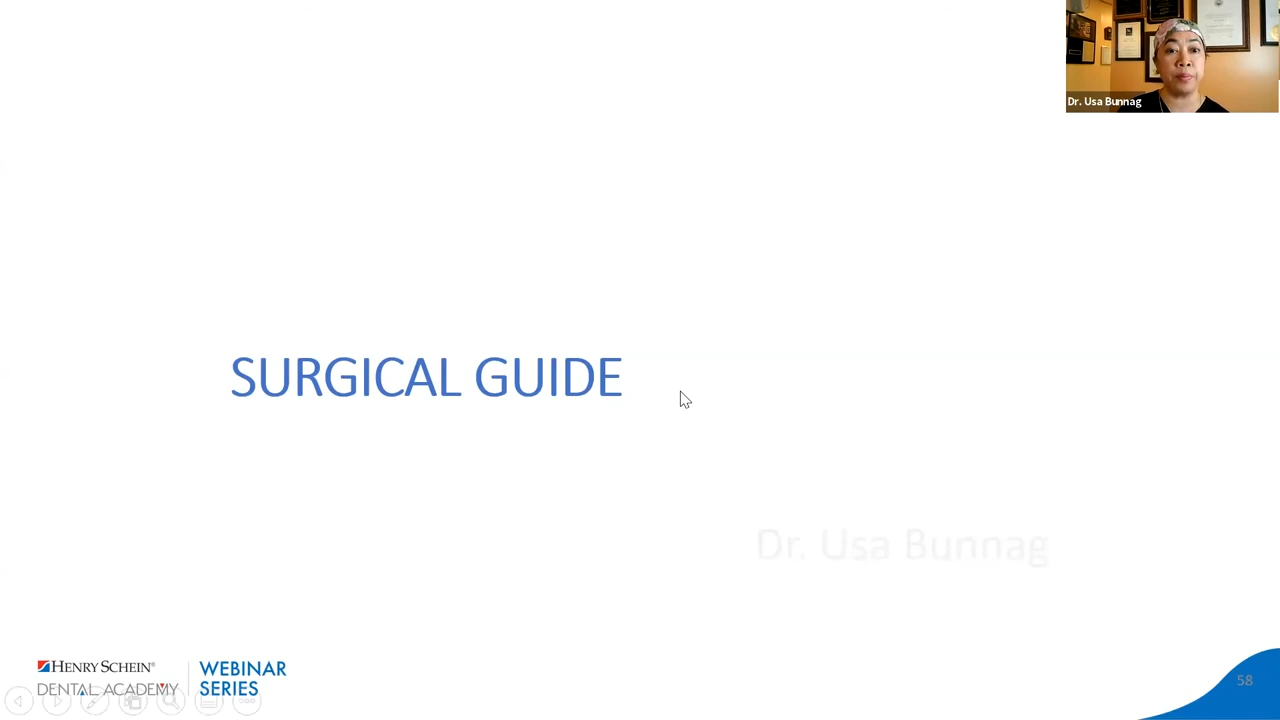 Dr. Usa Bunnag
SURGICAL GUIDE
Dr. Usa Bunnag
HENRY SCHEIN®
DENTAL ACADEMY
WEBINAR
SERIES
58